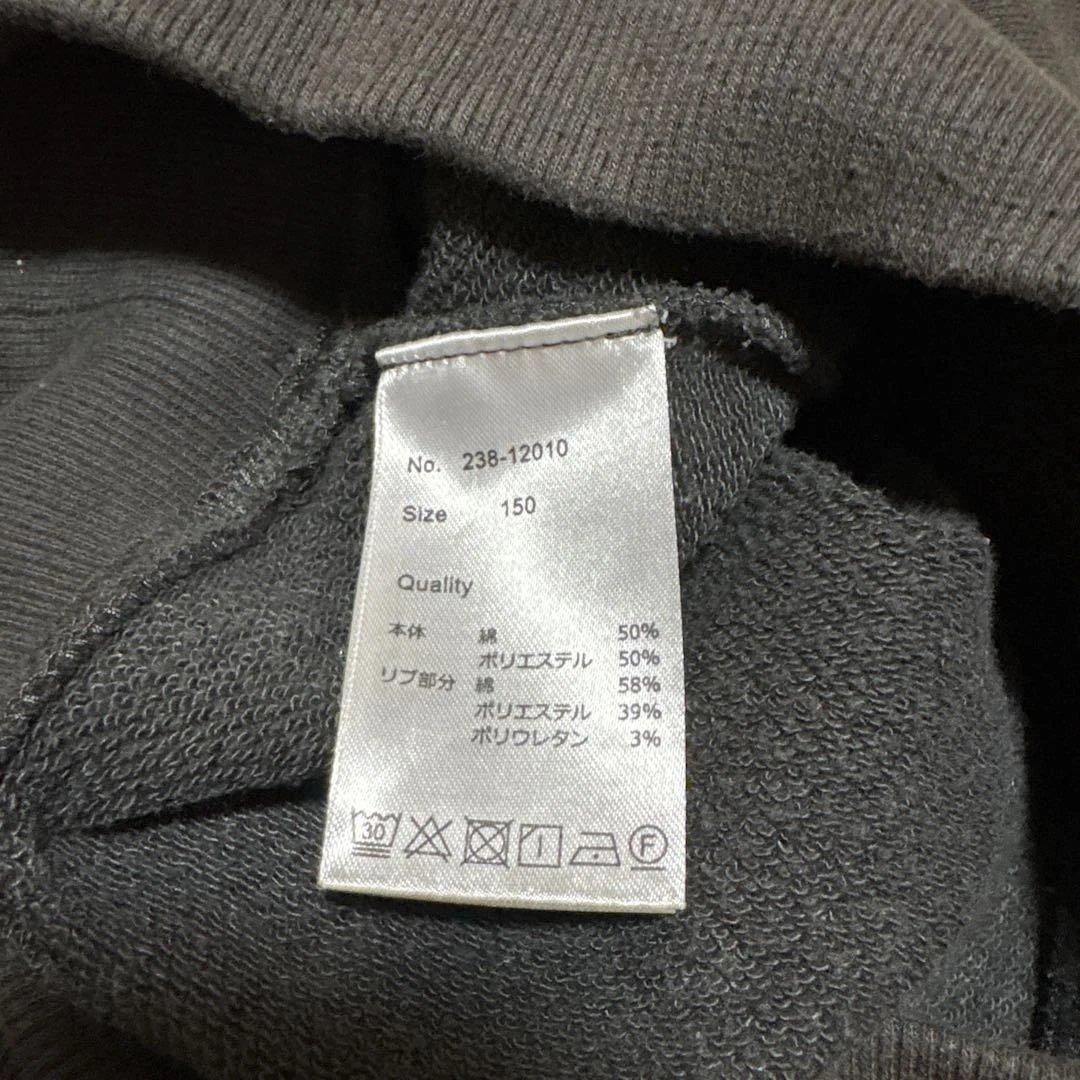 No. 238-12010
Size 150
Quality
本体 綿 50%
ポリエステル 50%
リブ部分 綿 58%
ポリエステル 39%
ポリウレタン 3%
30 F